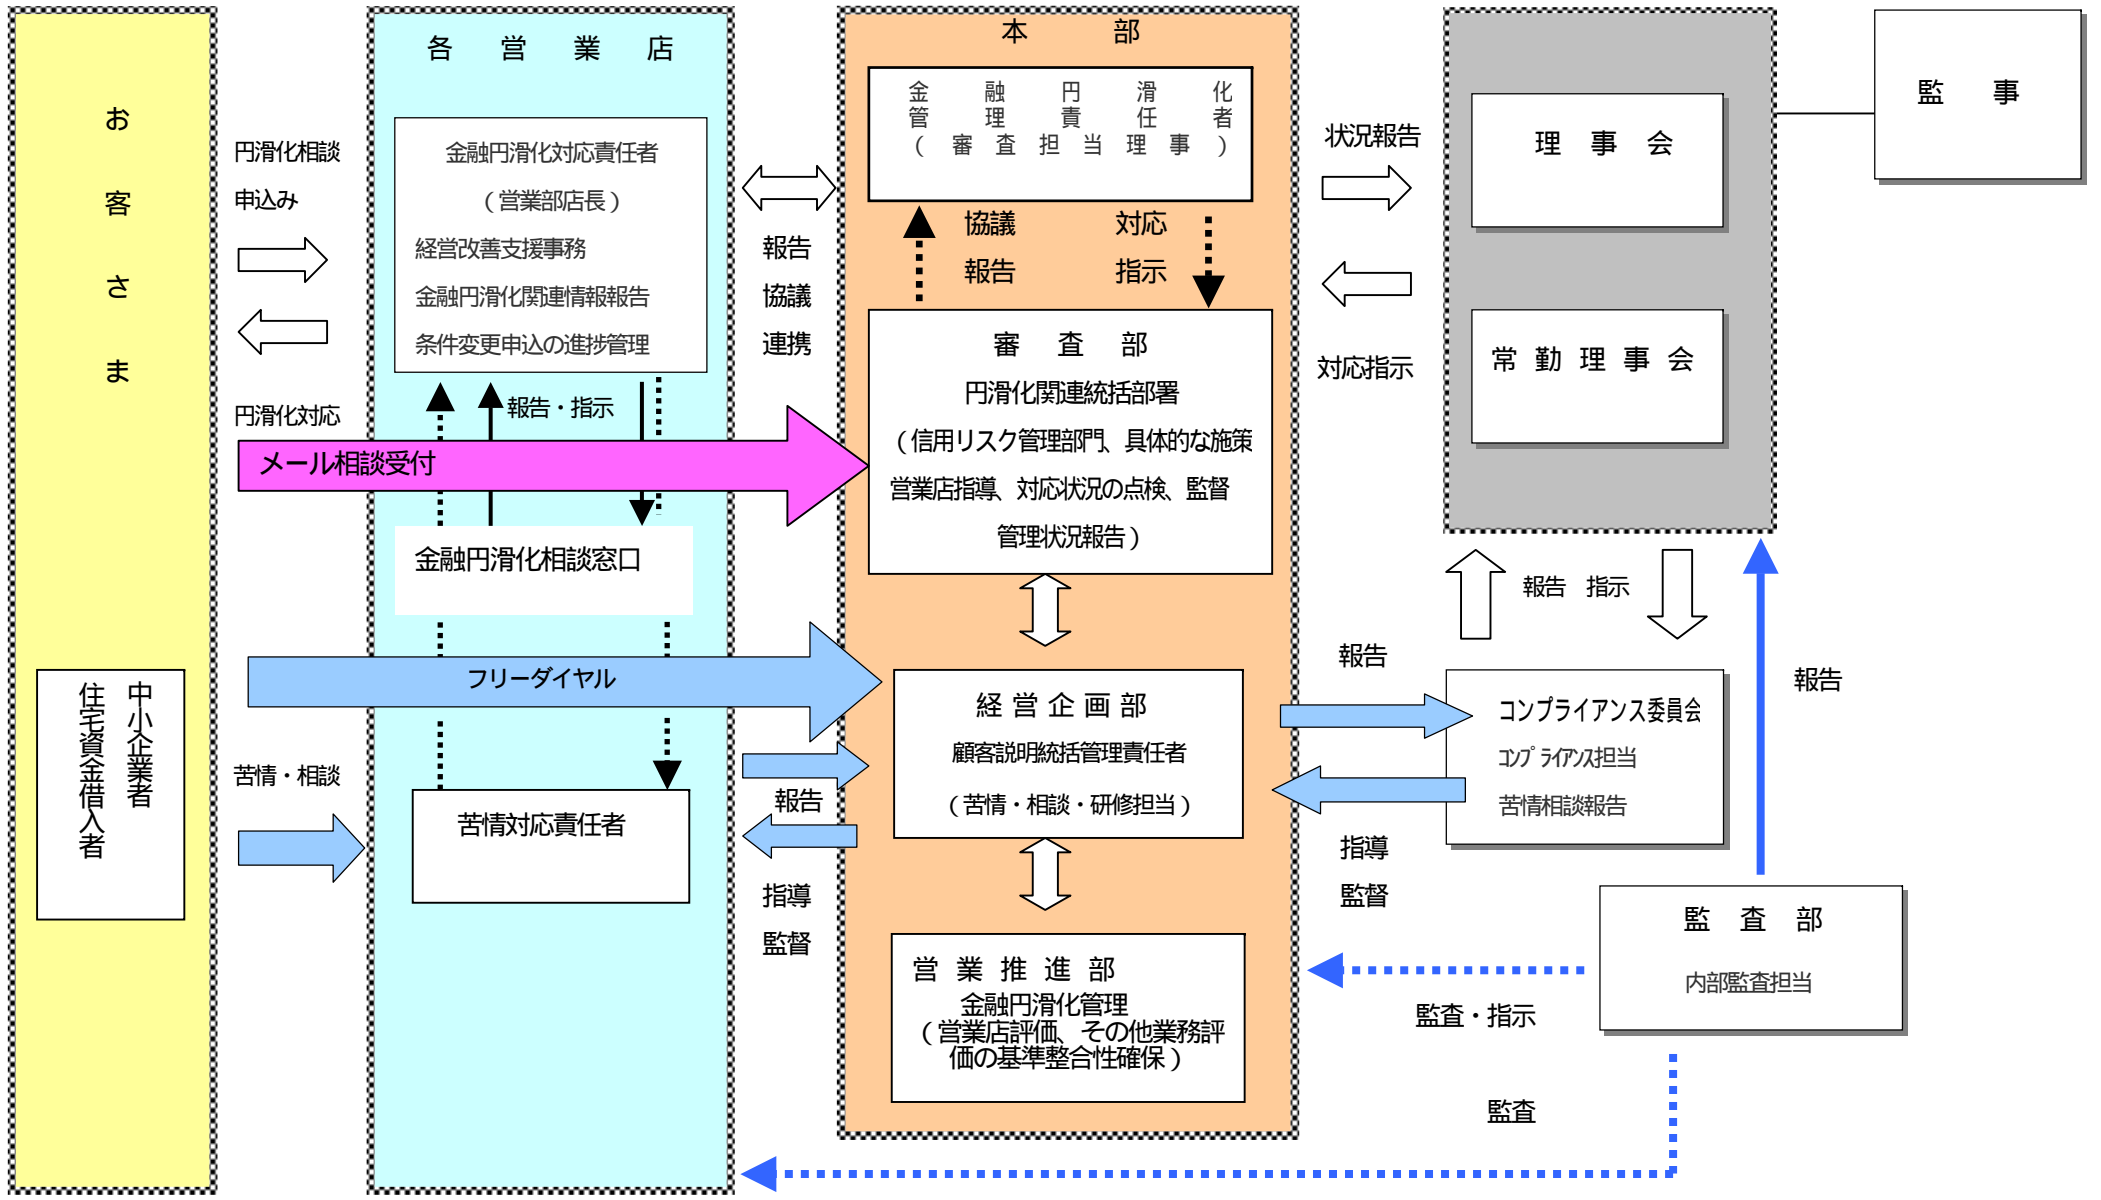 お客さま
中小企業者
住宅資金借入者
円滑化相談
申込み
円滑化対応
苦情・相談
各営業店
金融円滑化対応責任者
（営業部店長）
経営改善支援事務
金融円滑化関連情報報告
条件変更申込の進捗管理
報告・指示
メール相談受付
金融円滑化相談窓口
フリーダイヤル
苦情対応責任者
報告
協議
連携
報告
指導
監督
本部
金融円滑化
管理責任者
（審査担当理事）
協議
報告
対応
指示
審査部
円滑化関連統括部署
（信用リスク管理部門、具体的な施策
営業店指導、対応状況の点検、監督
管理状況報告）
経営企画部
顧客説明統括管理責任者
（苦情・相談・研修担当）
営業推進部
金融円滑化管理
（営業店評価、その他業務評
価の基準整合性確保）
状況報告
対応指示
理事会
常勤理事会
監事
報告　指示
報告
コンプライアンス委員会
コンプライアンス担当
苦情相談報告
指導
監督
報告
監査部
内部監査担当
監査・指示
監査